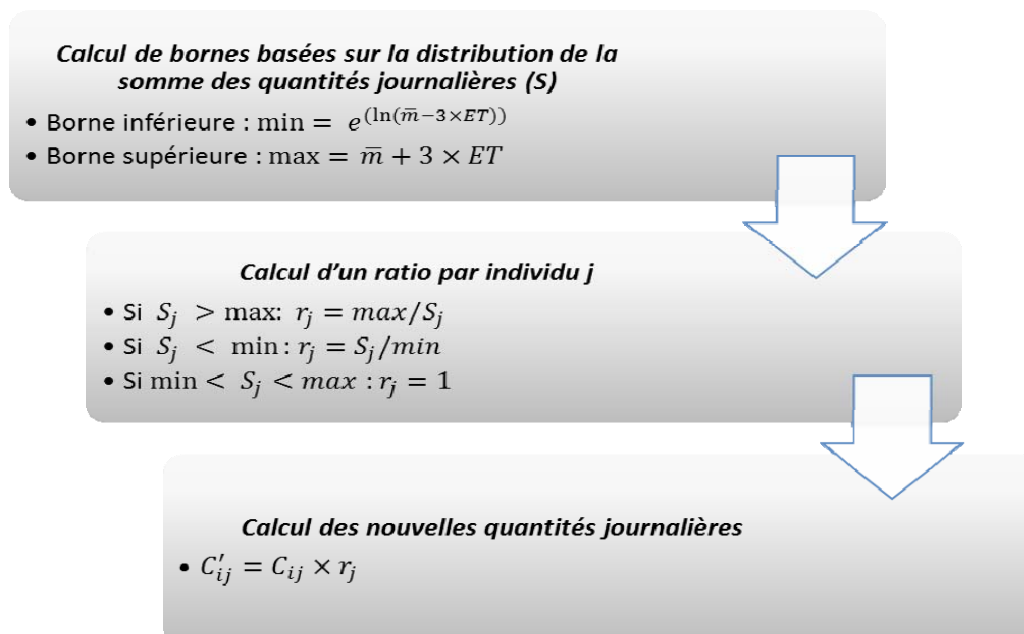 Calcul de bornes basées sur la distribution de la
somme des quantités journalières (S)
• Borne inférieure : min = e^(ln(m̅−3×ET))
• Borne supérieure : max = m̅ + 3 × ET
Calcul d’un ratio par individu j
• Si S_j > max: r_j = max/S_j
• Si S_j < min : r_j = S_j/min
• Si min < S_j < max : r_j = 1
Calcul des nouvelles quantités journalières
• C′_ij = C_ij × r_j